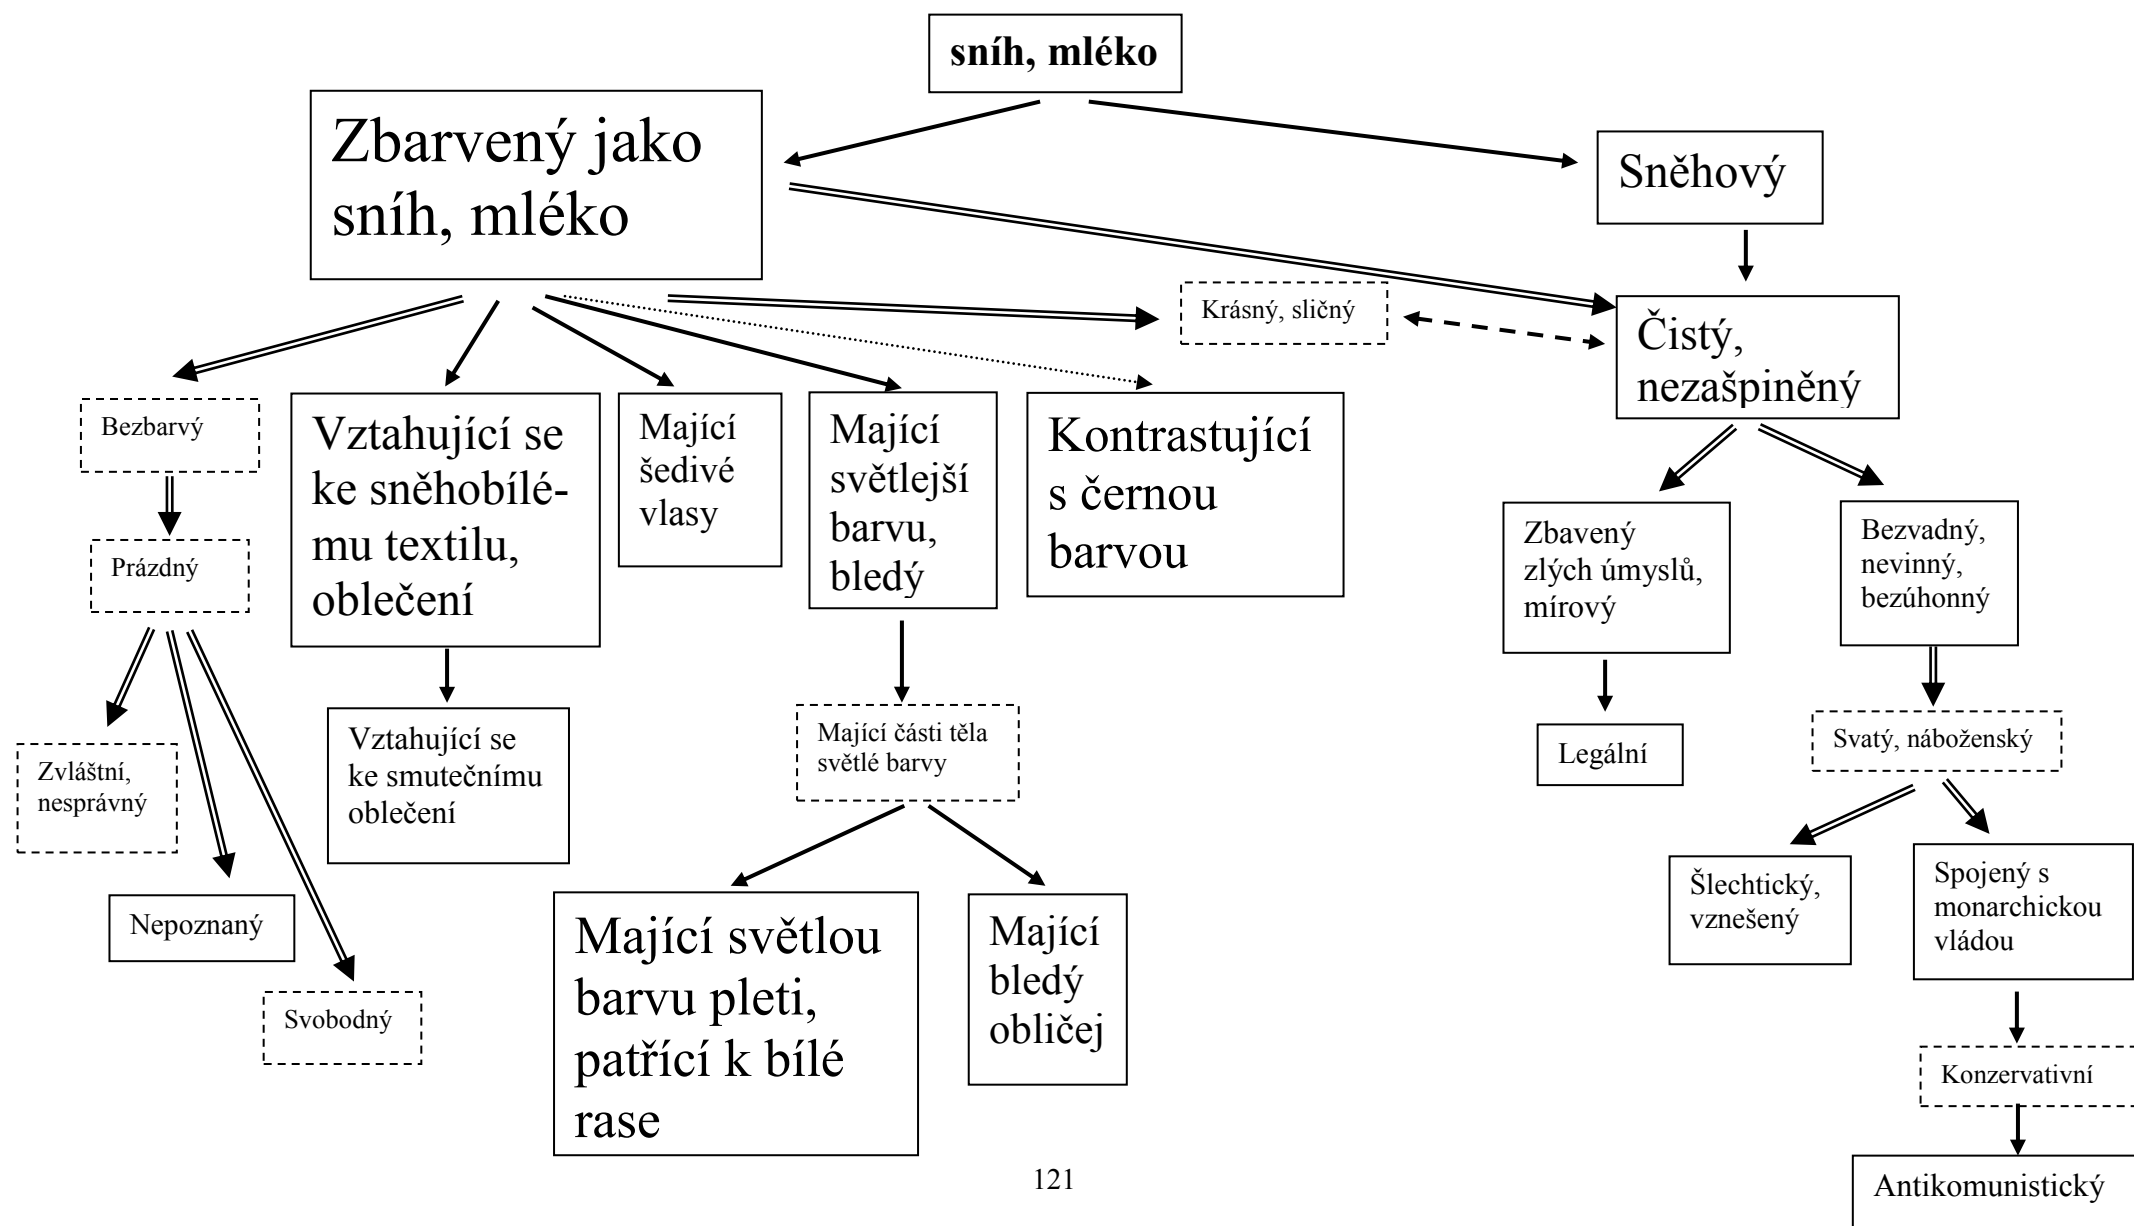 sníh, mléko
Zbarvený jako
sníh, mléko
Sněhový
Krásný, sličný
Čistý,
nezašpiněný
Bezbarvý
Vztahující se
ke sněhobílé-
mu textilu,
oblečení
Mající
šedivé
vlasy
Mající
světlejší
barvu,
bledý
Kontrastující
s černou
barvou
Zbavený
zlých úmyslů,
mírový
Bezvadný,
nevinný,
bezúhonný
Prázdný
Zvláštní,
nesprávný
Vztahující se
ke smutečnímu
oblečení
Mající části těla
světlé barvy
Legální
Svatý, náboženský
Nepoznaný
Svobodný
Mající světlou
barvu pleti,
patřící k bílé
rase
Mající
bledý
obličej
Šlechtický,
vznešený
Spojený s
monarchickou
vládou
Konzervativní
Antikomunistický
121